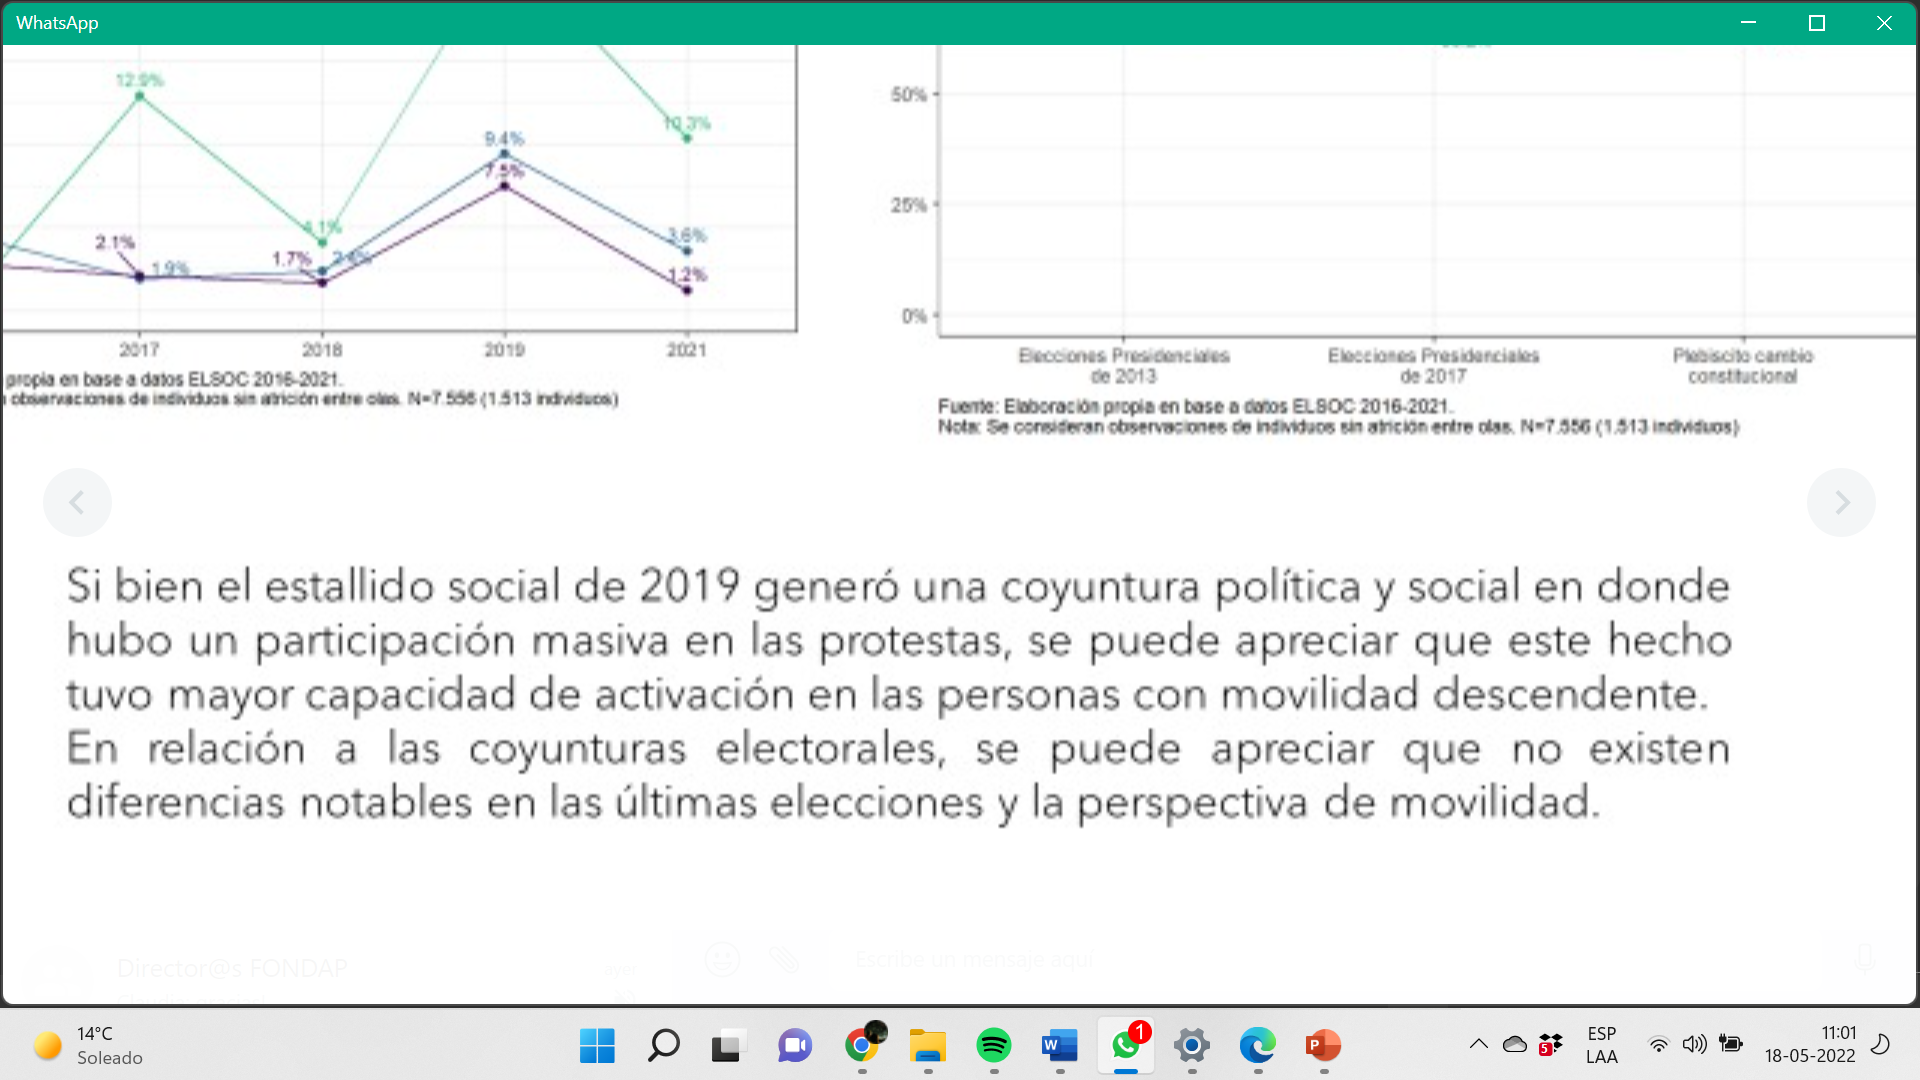 WhatsApp
12.9%
10.3%
9.4%
7.5%
4.1%
3.6%
2.1%
1.9%
1.7%
1.2%
2017 2018 2019 2021
propia en base a datos ELSOC 2016-2021.
observaciones de individuos sin atrición entre olas. N=7.556 (1.513 individuos)
50%
25%
0%
Elecciones Presidenciales
de 2013
Elecciones Presidenciales
de 2017
Plebiscito cambio
constitucional
Fuente: Elaboración propia en base a datos ELSOC 2016-2021.
Nota: Se consideran observaciones de individuos sin atrición entre olas. N=7.556 (1.513 individuos)
Si bien el estallido social de 2019 generó una coyuntura política y social en donde
hubo un participación masiva en las protestas, se puede apreciar que este hecho
tuvo mayor capacidad de activación en las personas con movilidad descendente.
En relación a las coyunturas electorales, se puede apreciar que no existen
diferencias notables en las últimas elecciones y la perspectiva de movilidad.
Director@s FONDAP
Escribe un mensaje aquí
14°C
Soleado
W
1
P
5
ESP
LAA
11:01
18-05-2022